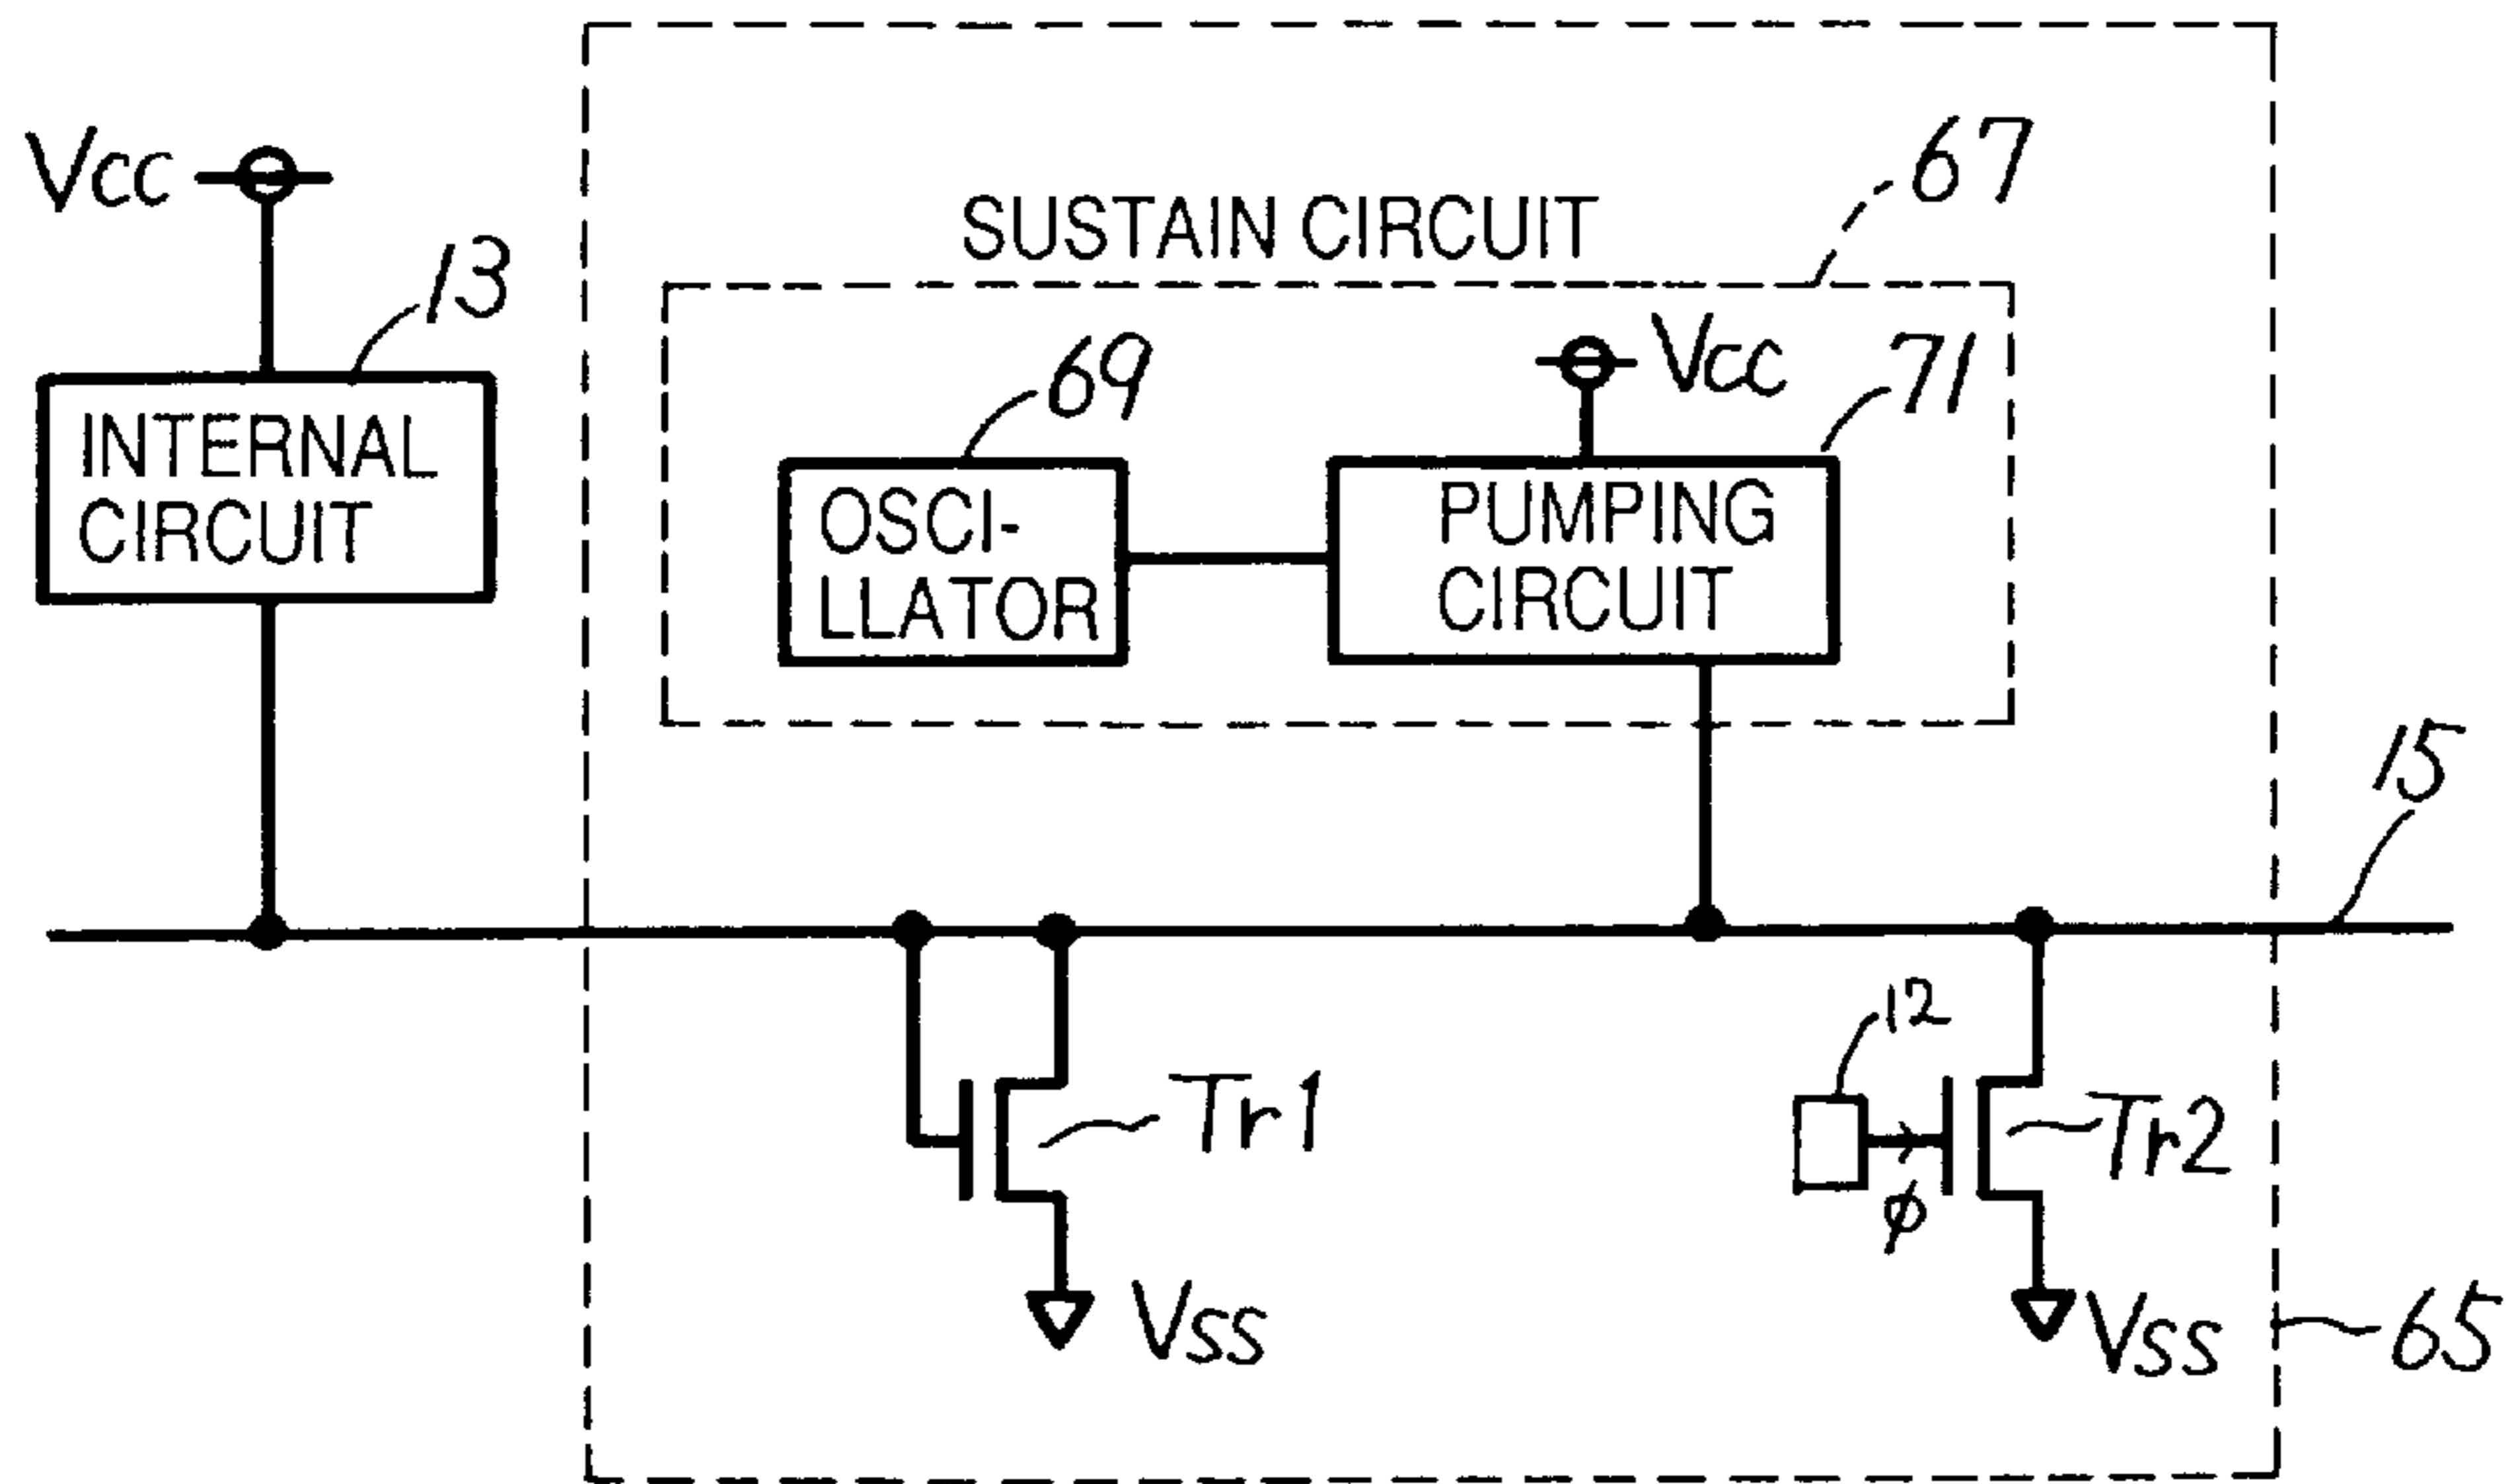 67
Vcc
SUSTAIN CIRCUIT
13
Vcc
69
71
INTERNAL
CIRCUIT
OSCI-
LLATOR
PUMPING
CIRCUIT
15
12
Tr1
Tr2
φ
Vss
Vss
65